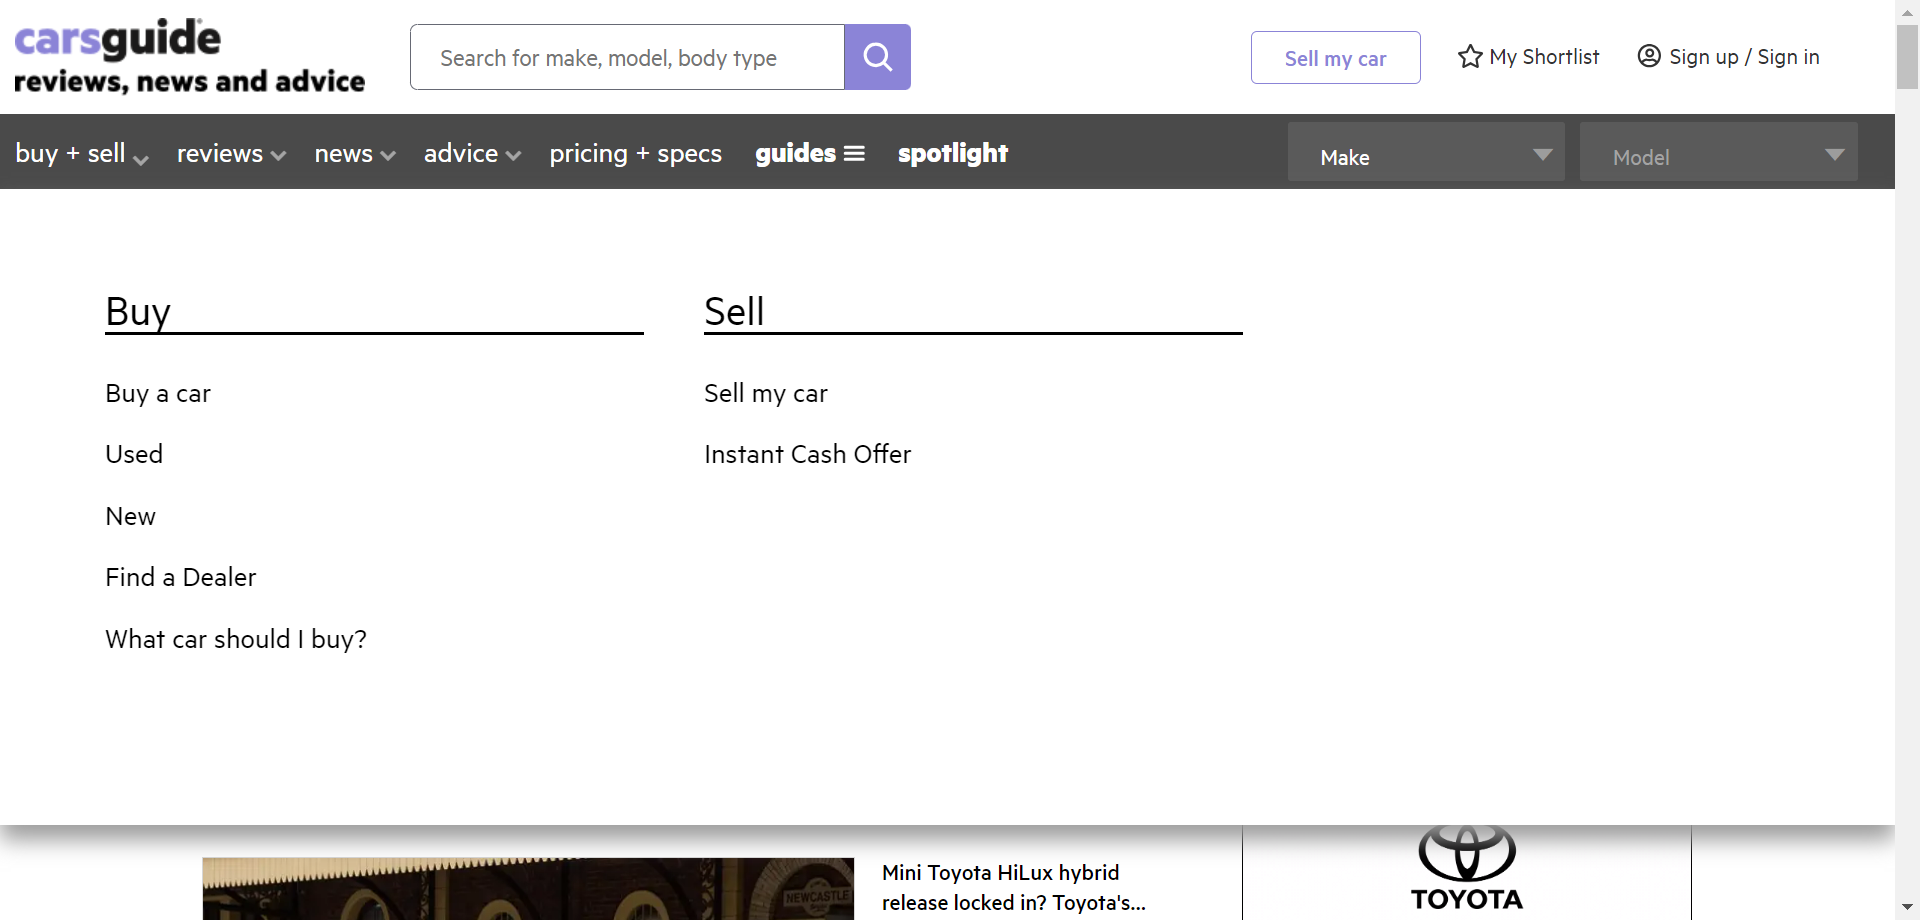 carsguide
reviews, news and advice
Search for make, model, body type
Sell my car
My Shortlist
Sign up / Sign in
buy + sell
reviews
news
advice
pricing + specs
guides
spotlight
Make
Model
Buy
Buy a car
Used
New
Find a Dealer
What car should I buy?
Sell
Sell my car
Instant Cash Offer
NEWCASTLE
Mini Toyota HiLux hybrid
release locked in? Toyota's...
TOYOTA